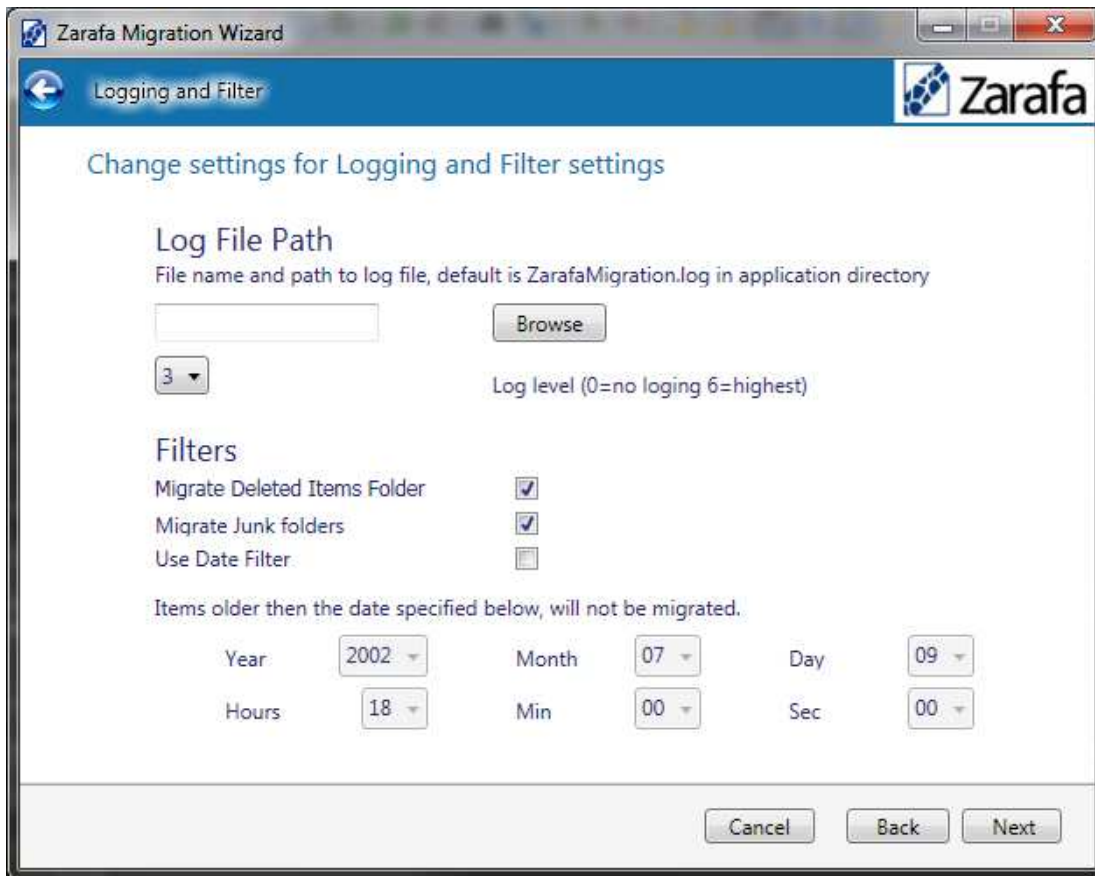 Zarafa Migration Wizard
Logging and Filter
Zarafa
Change settings for Logging and Filter settings
Log File Path
File name and path to log file, default is ZarafaMigration.log in application directory
Browse
3
Log level (0=no loging 6=highest)
Filters
Migrate Deleted Items Folder
Migrate Junk folders
Use Date Filter
Items older then the date specified below, will not be migrated.
Year 2002 Month 07 Day 09
Hours 18 Min 00 Sec 00
Cancel Back Next